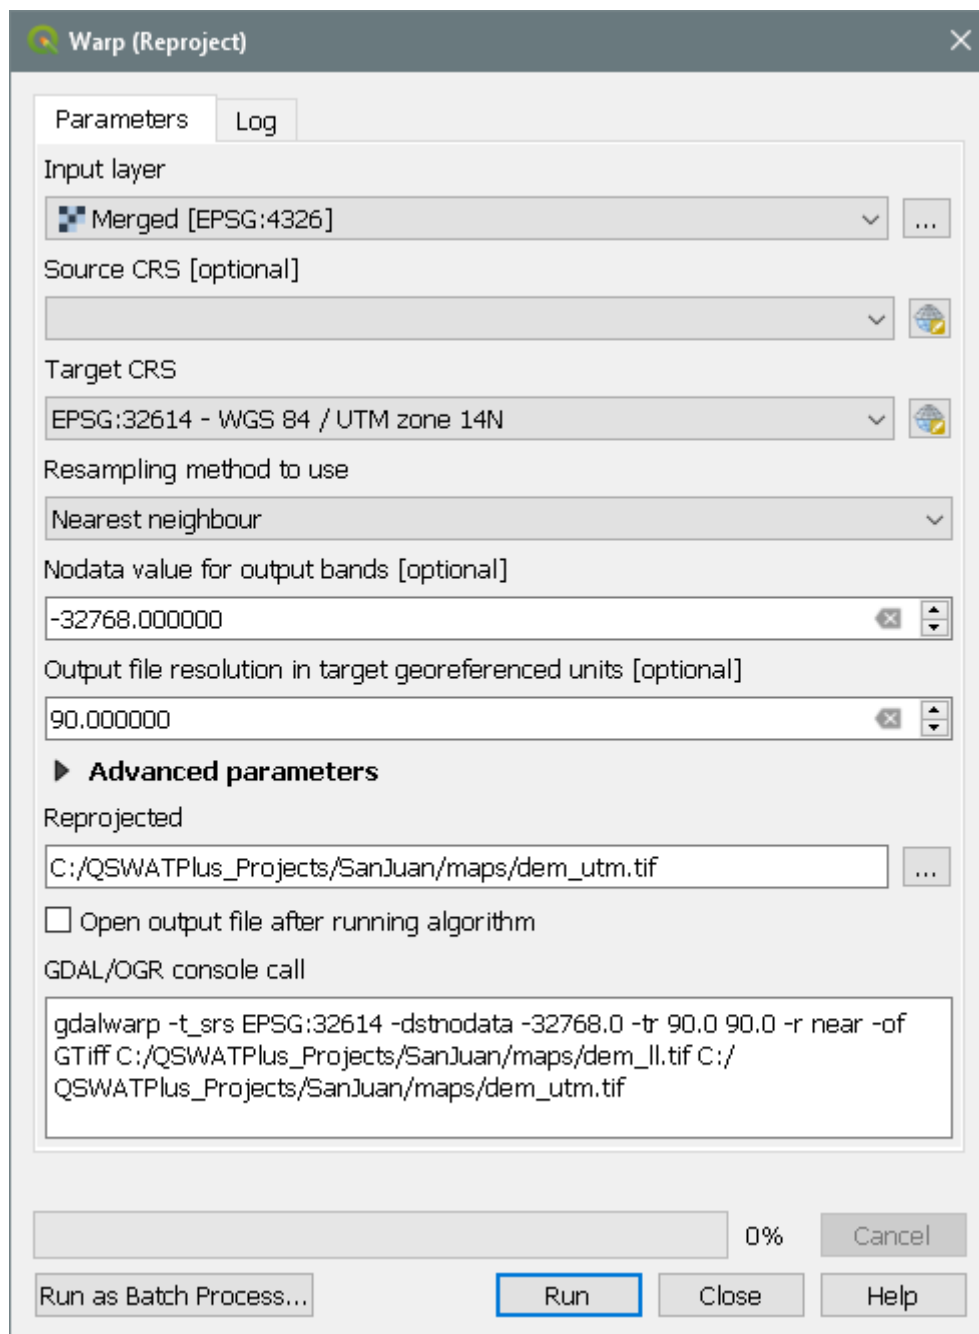 Warp (Reproject)
Parameters
Log
Input layer
Merged [EPSG:4326]
...
Source CRS [optional]
Target CRS
EPSG:32614 - WGS 84 / UTM zone 14N
Resampling method to use
Nearest neighbour
Nodata value for output bands [optional]
-32768.000000
Output file resolution in target georeferenced units [optional]
90.000000
Advanced parameters
Reprojected
C:/QSWATPlus_Projects/SanJuan/maps/dem_utm.tif
...
Open output file after running algorithm
GDAL/OGR console call
gdalwarp -t_srs EPSG:32614 -dstnodata -32768.0 -tr 90.0 90.0 -r near -of
GTiff C:/QSWATPlus_Projects/SanJuan/maps/dem_ll.tif C:/
QSWATPlus_Projects/SanJuan/maps/dem_utm.tif
0%
Cancel
Run as Batch Process...
Run
Close
Help